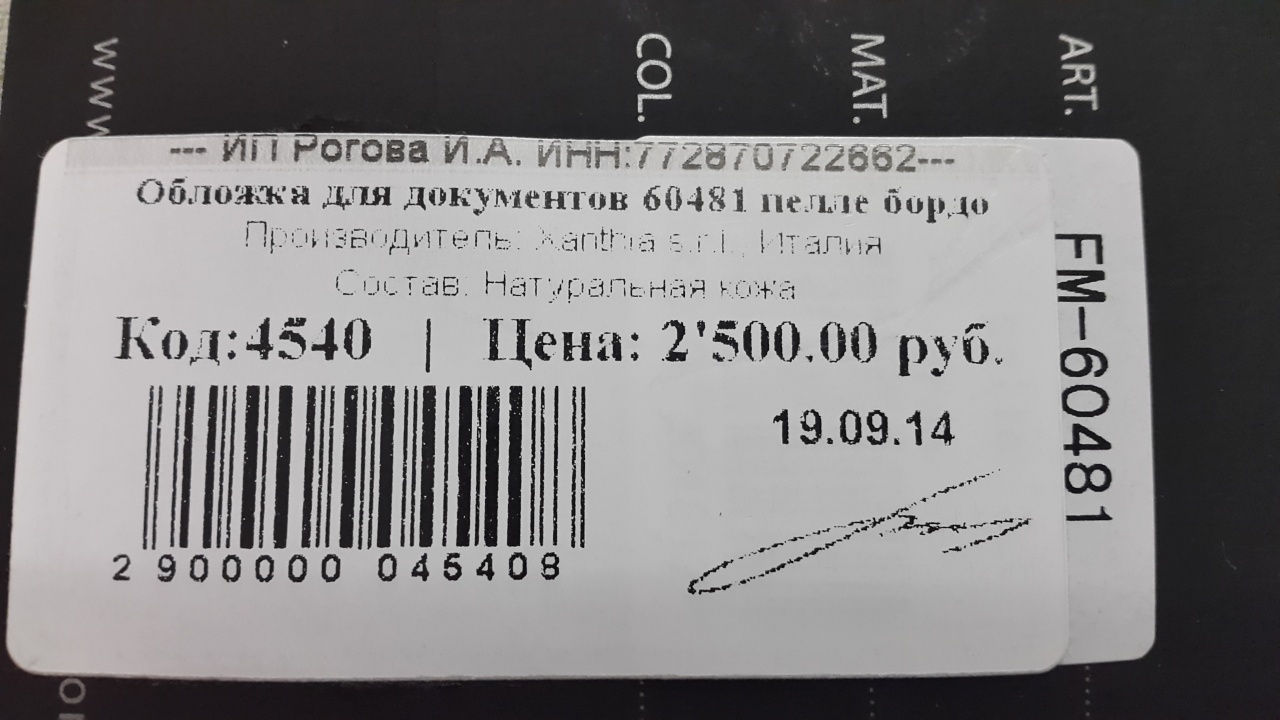 www
COL.
MAT.
ART.
--- ИП Рогова И.А. ИНН:772870722662---
Обложка для документов 60481 пелле бордо
Производитель: Xanthia s.r.l., Италия
Состав: Натуральная кожа
Код:4540 | Цена: 2'500.00 руб.
19.09.14
2 900000 045408
FM-60481